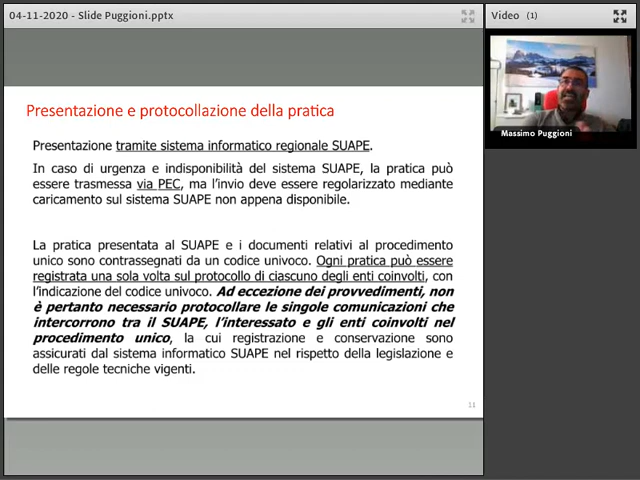 04-11-2020 - Slide Puggioni.pptx
Video (1)
Massimo Puggioni
Presentazione e protocollazione della pratica
Presentazione tramite sistema informatico regionale SUAPE.
In caso di urgenza e indisponibilità del sistema SUAPE, la pratica può
essere trasmessa via PEC, ma l'invio deve essere regolarizzato mediante
caricamento sul sistema SUAPE non appena disponibile.
La pratica presentata al SUAPE e i documenti relativi al procedimento
unico sono contrassegnati da un codice univoco. Ogni pratica può essere
registrata una sola volta sul protocollo di ciascuno degli enti coinvolti, con
l'indicazione del codice univoco. Ad eccezione dei provvedimenti, non
è pertanto necessario protocollare le singole comunicazioni che
intercorrono tra il SUAPE, l'interessato e gli enti coinvolti nel
procedimento unico, la cui registrazione e conservazione sono
assicurati dal sistema informatico SUAPE nel rispetto della legislazione e
delle regole tecniche vigenti.
11